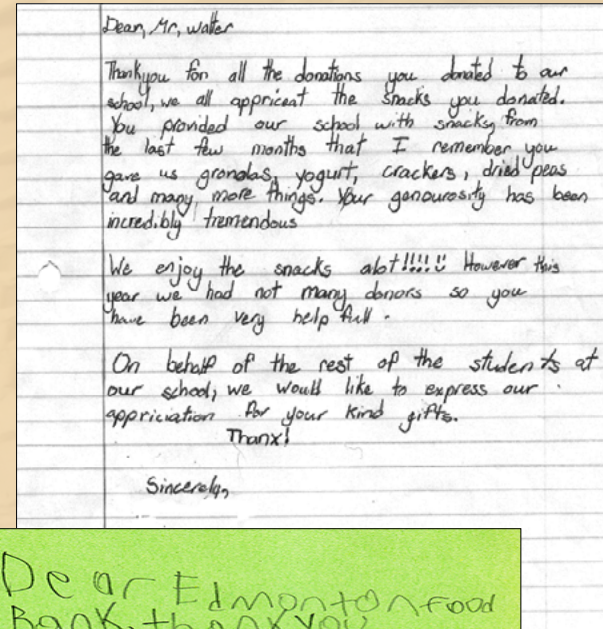 Dear, Mr, Walter
Thankyou for all the donations you donated to our
school, we all appriceat the snacks you donated.
You provided our school with snacks, from
the last few months that I remember you
gave us granolas, yogurt, crackers, dried peas
and many, more things. Your genourosity has been
incredibly tremendous
We enjoy the snacks alot!!!!! However this
year we had not many donors so you
have been very help full.
On behalf of the rest of the students at
our school, we would like to express our
appriciation for your kind gifts.
Thanx!
Sincerely,
Dear Edmonton Food
Bank, thank you